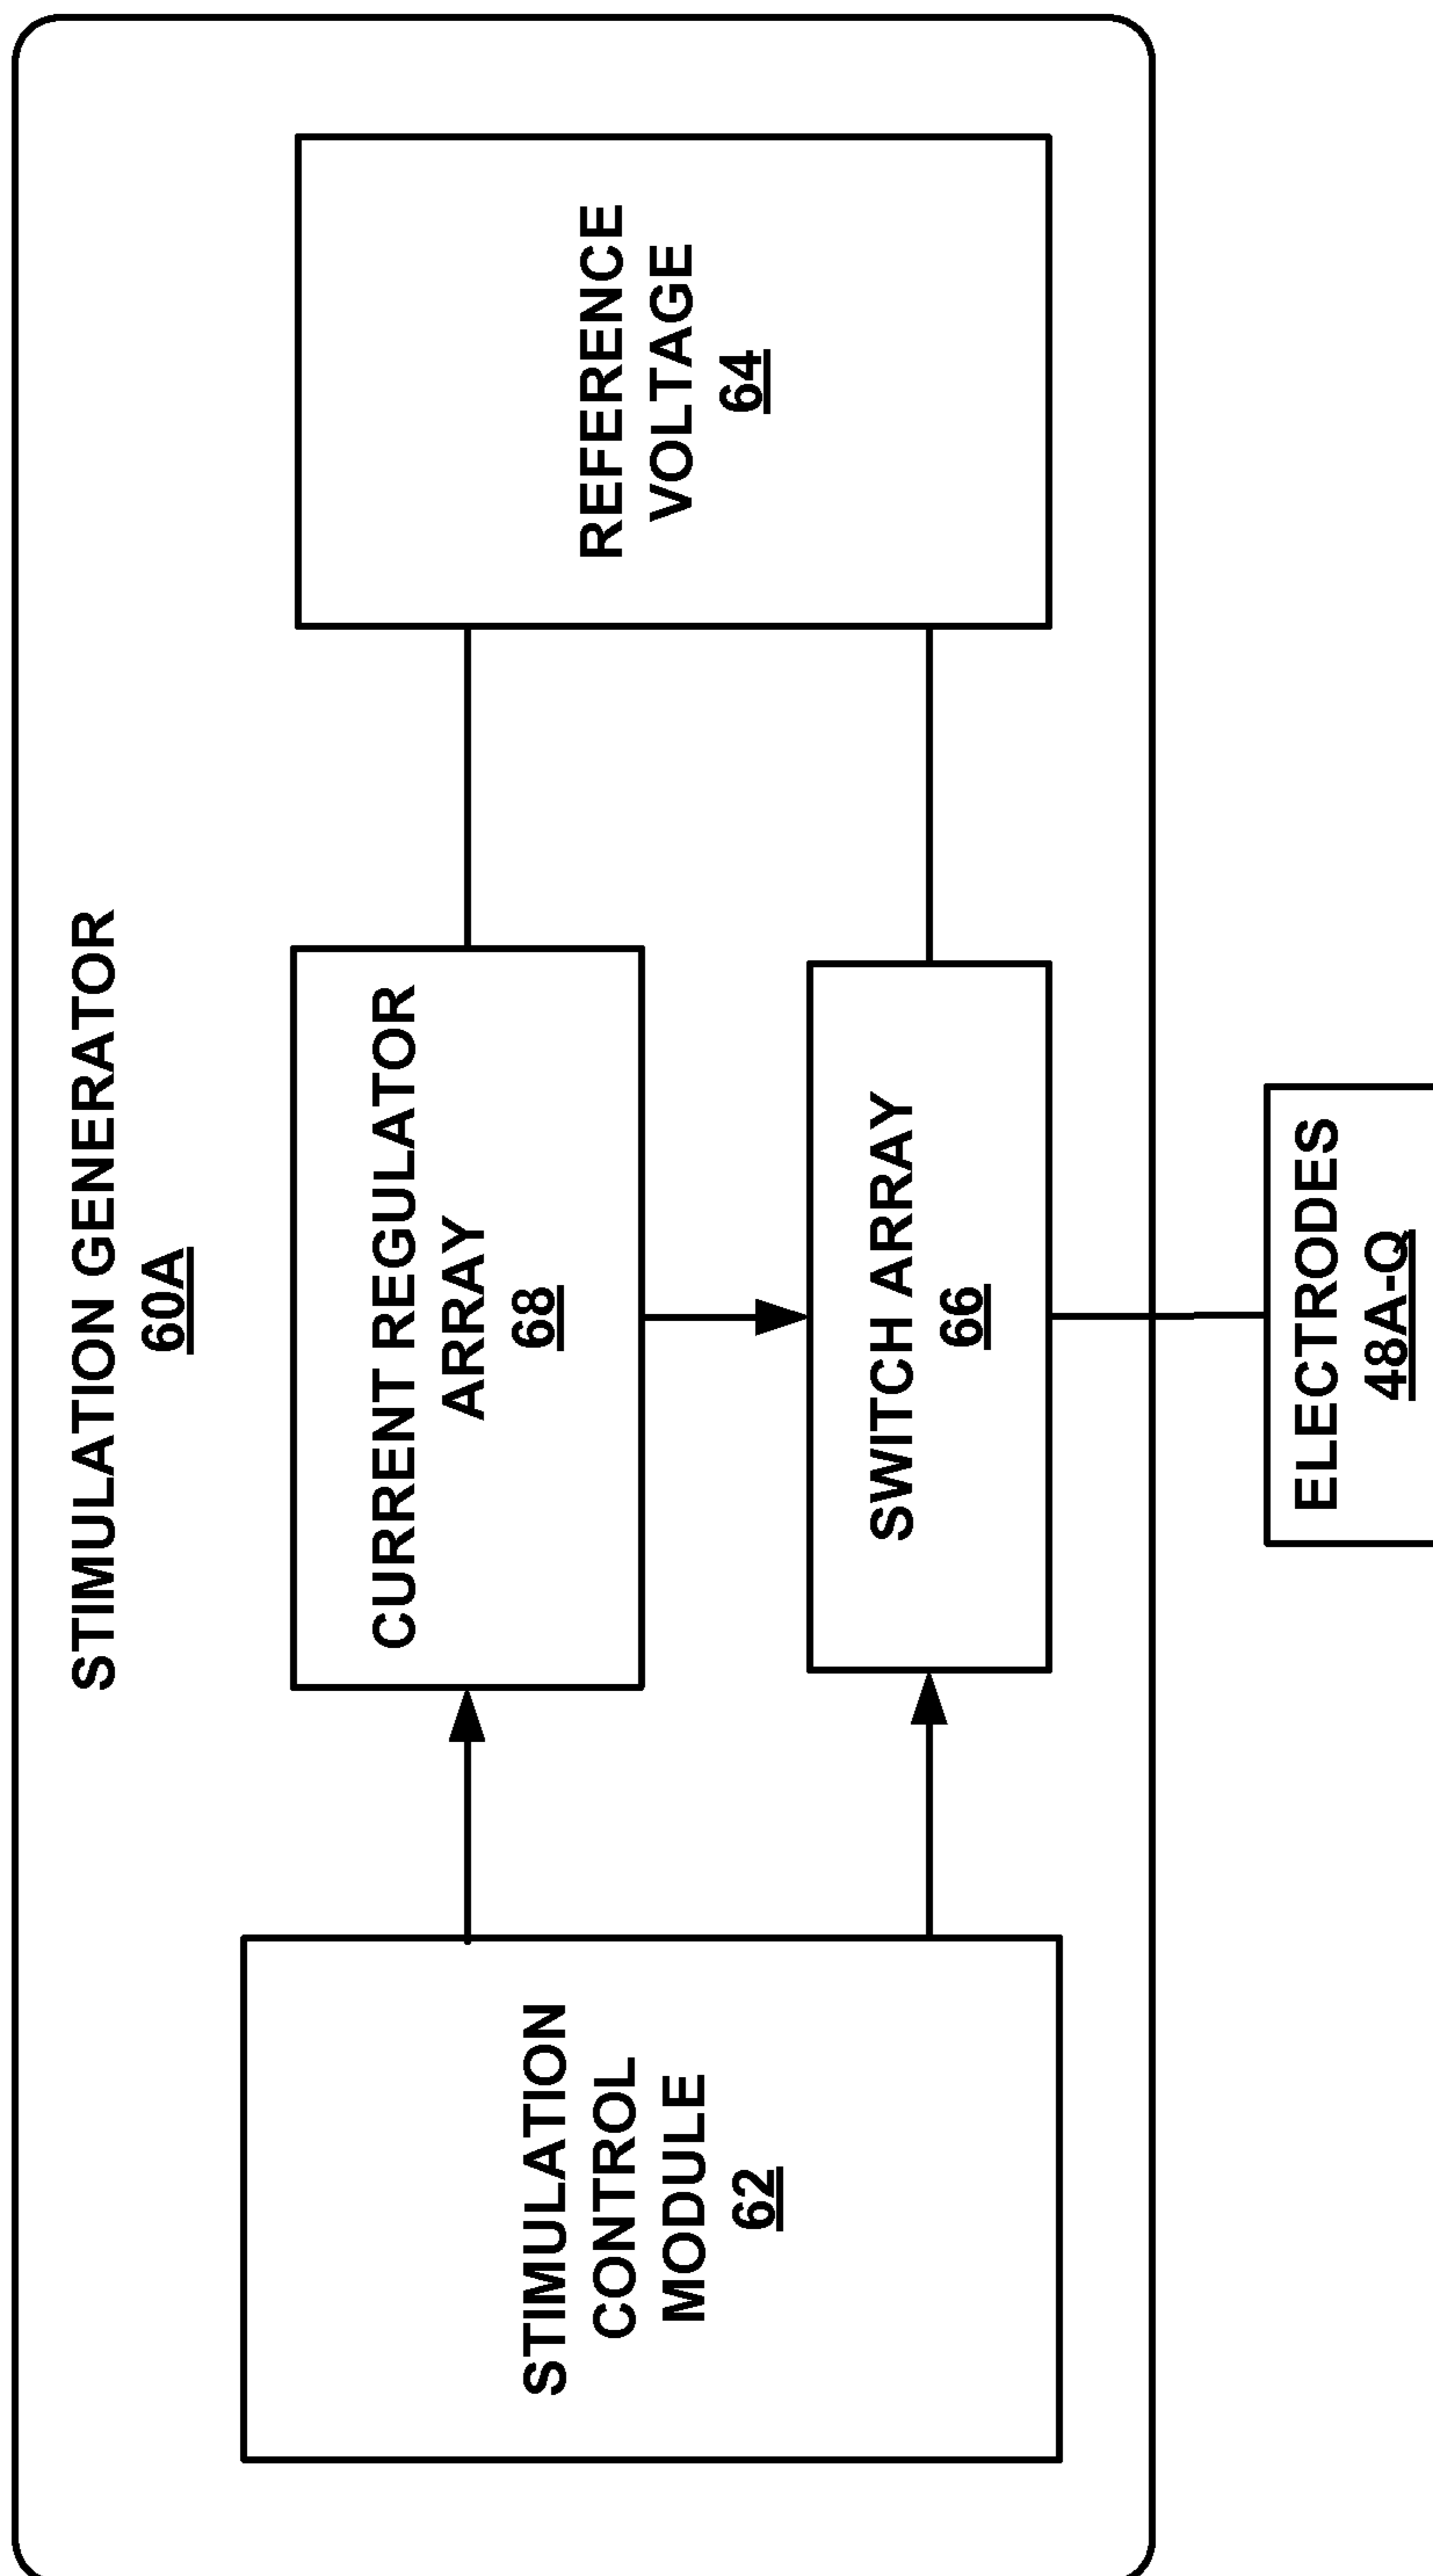 STIMULATION GENERATOR
60A
STIMULATION
CONTROL
MODULE
62
CURRENT REGULATOR
ARRAY
68
SWITCH ARRAY
66
REFERENCE
VOLTAGE
64
ELECTRODES
48A-Q